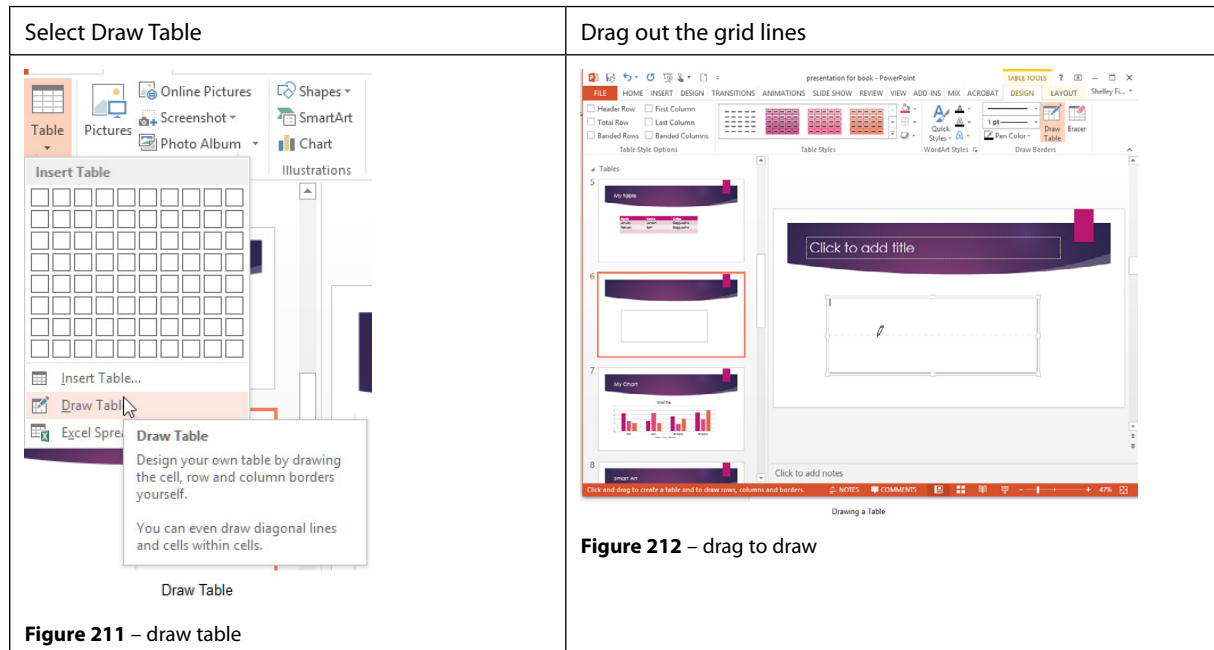 Select Draw Table
Drag out the grid lines
Table
Pictures
Online Pictures
Screenshot
Photo Album
Shapes
SmartArt
Chart
Illustrations
Insert Table
Insert Table...
Draw Tabl
Excel Sprea
Draw Table
Design your own table by drawing
the cell, row and column borders
yourself.
You can even draw diagonal lines
and cells within cells.
Draw Table
Figure 211 – draw table
presentation for book - PowerPoint
TABLE TOOLS
?
FILE HOME INSERT DESIGN TRANSITIONS ANIMATIONS SLIDE SHOW REVIEW VIEW ADD-INS MIX ACROBAT DESIGN LAYOUT Shelley Fi...
Header Row First Column
Total Row Last Column
Banded Rows Banded Columns
Table Style Options
Table Styles
Quick
Styles
WordArt Styles
1 pt
Pen Color
Draw
Table
Eraser
Draw Borders
Tables
5
My table
6
7
My Chart
8
Smart Art
Click to add title
Click to add notes
Click and drag to create a table and to draw rows, columns and borders.
NOTES COMMENTS 47%
Drawing a Table
Figure 212 – drag to draw